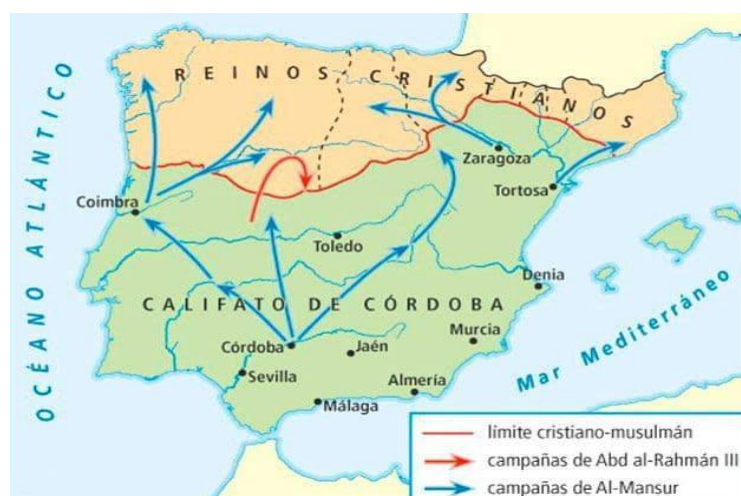 OCÉANO ATLÁNTICO
REINOS CRISTIANOS
Zaragoza
Tortosa
Coimbra
Toledo
Denia
CALIFATO DE CÓRDOBA
Murcia
Córdoba
Jaén
Sevilla
Almería
Málaga
Mar Mediterráneo
límite cristiano-musulmán
campañas de Abd al-Rahmán III
campañas de Al-Mansur